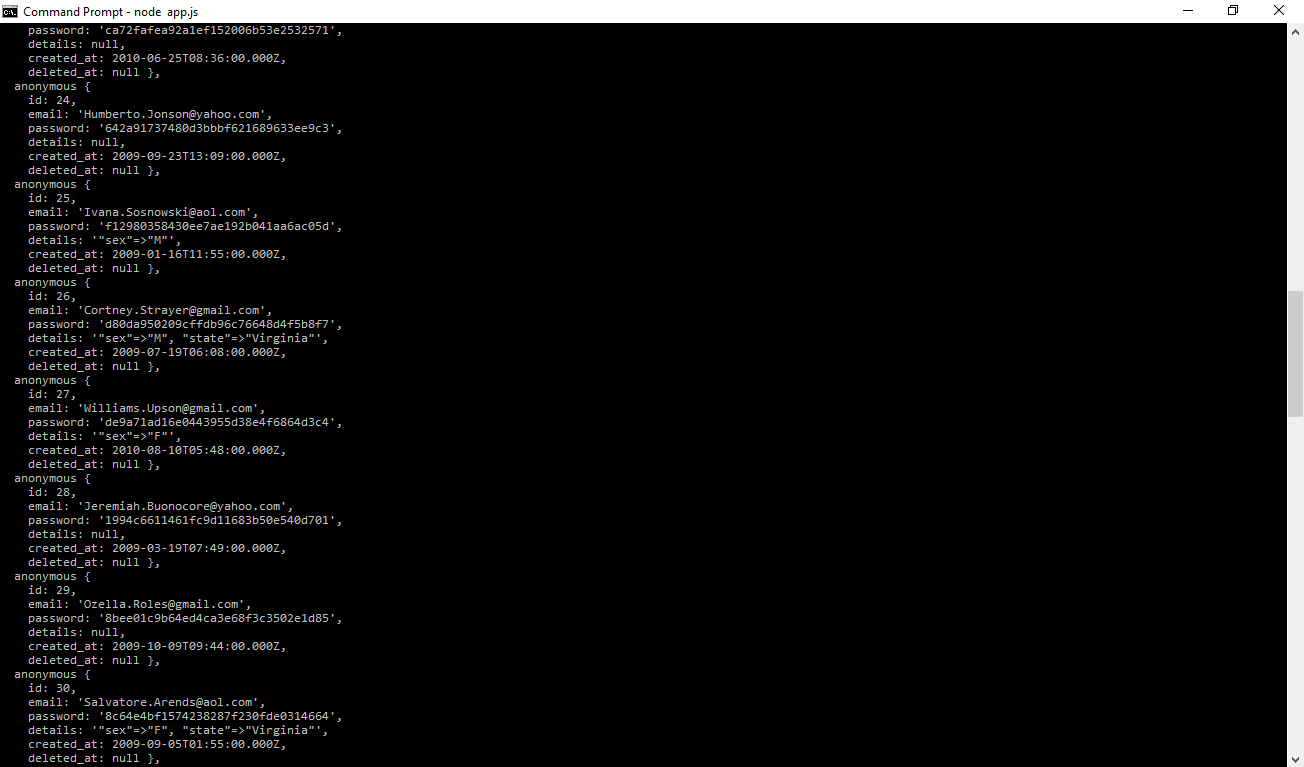 Command Prompt - node app.js
password: 'ca72fafea92a1ef152006b53e2532571',
details: null,
created_at: 2010-06-25T08:36:00.000Z,
deleted_at: null },
anonymous {
id: 24,
email: 'Humberto.Jonson@yahoo.com',
password: '642a91737480d3bbbf621689633ee9c3',
details: null,
created_at: 2009-09-23T13:09:00.000Z,
deleted_at: null },
anonymous {
id: 25,
email: 'Ivana.Sosnowski@aol.com',
password: 'f12980358430ee7ae192b041aa6ac05d',
details: '"sex"=>"M"',
created_at: 2009-01-16T11:55:00.000Z,
deleted_at: null },
anonymous {
id: 26,
email: 'Cortney.Strayer@gmail.com',
password: 'd80da950209cffdb96c76648d4f5b8f7',
details: '"sex"=>"M", "state"=>"Virginia"',
created_at: 2009-07-19T06:08:00.000Z,
deleted_at: null },
anonymous {
id: 27,
email: 'Williams.Upson@gmail.com',
password: 'de9a71ad16e0443955d38e4f6864d3c4',
details: '"sex"=>"F"',
created_at: 2010-08-10T05:48:00.000Z,
deleted_at: null },
anonymous {
id: 28,
email: 'Jeremiah.Buonocore@yahoo.com',
password: '1994c6611461fc9d11683b50e540d701',
details: null,
created_at: 2009-03-19T07:49:00.000Z,
deleted_at: null },
anonymous {
id: 29,
email: 'Ozella.Roles@gmail.com',
password: '8bee01c9b64ed4ca3e68f3c3502e1d85',
details: null,
created_at: 2009-10-09T09:44:00.000Z,
deleted_at: null },
anonymous {
id: 30,
email: 'Salvatore.Arends@aol.com',
password: '8c64e4bf1574238287f230fde0314664',
details: '"sex"=>"F", "state"=>"Virginia"',
created_at: 2009-09-05T01:55:00.000Z,
deleted_at: null },